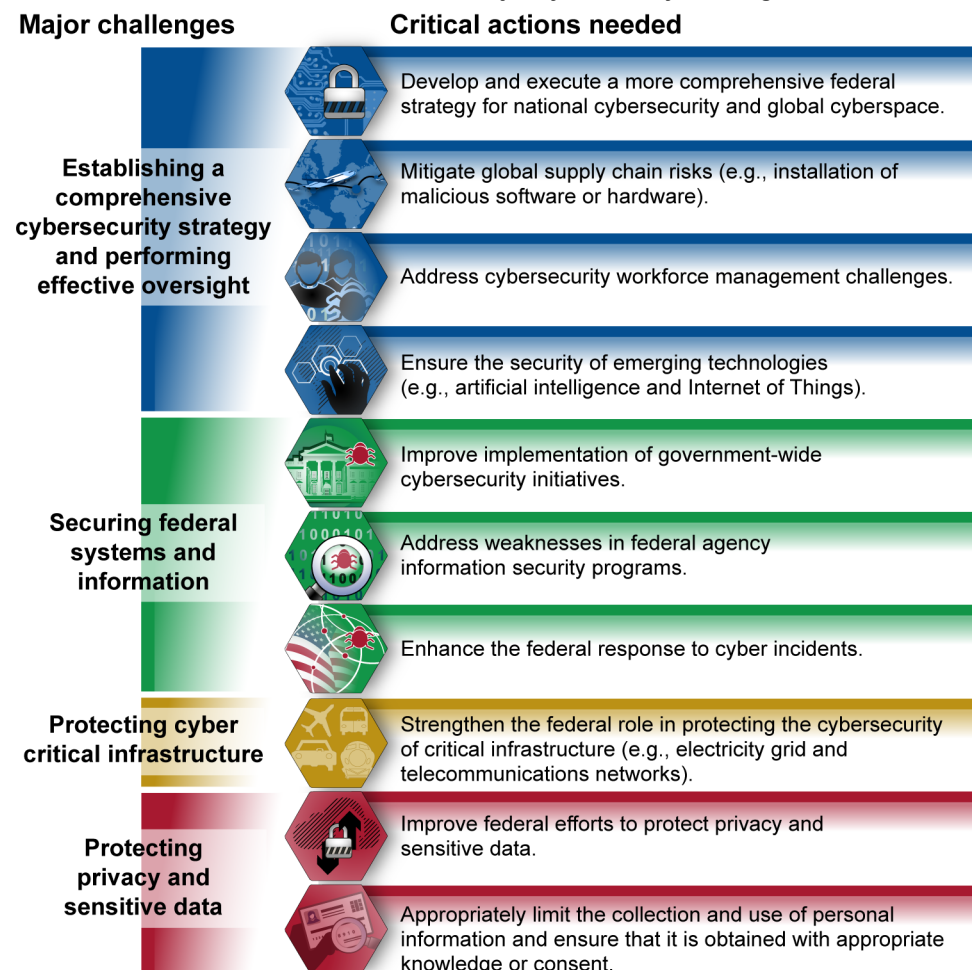 Major challenges
Critical actions needed
Establishing a
comprehensive
cybersecurity strategy
and performing
effective oversight
Develop and execute a more comprehensive federal
strategy for national cybersecurity and global cyberspace.
Mitigate global supply chain risks (e.g., installation of
malicious software or hardware).
Address cybersecurity workforce management challenges.
Ensure the security of emerging technologies
(e.g., artificial intelligence and Internet of Things).
Securing federal
systems and
information
Improve implementation of government-wide
cybersecurity initiatives.
Address weaknesses in federal agency
information security programs.
Enhance the federal response to cyber incidents.
Protecting cyber
critical infrastructure
Strengthen the federal role in protecting the cybersecurity
of critical infrastructure (e.g., electricity grid and
telecommunications networks).
Protecting
privacy and
sensitive data
Improve federal efforts to protect privacy and
sensitive data.
Appropriately limit the collection and use of personal
information and ensure that it is obtained with appropriate
knowledge or consent.